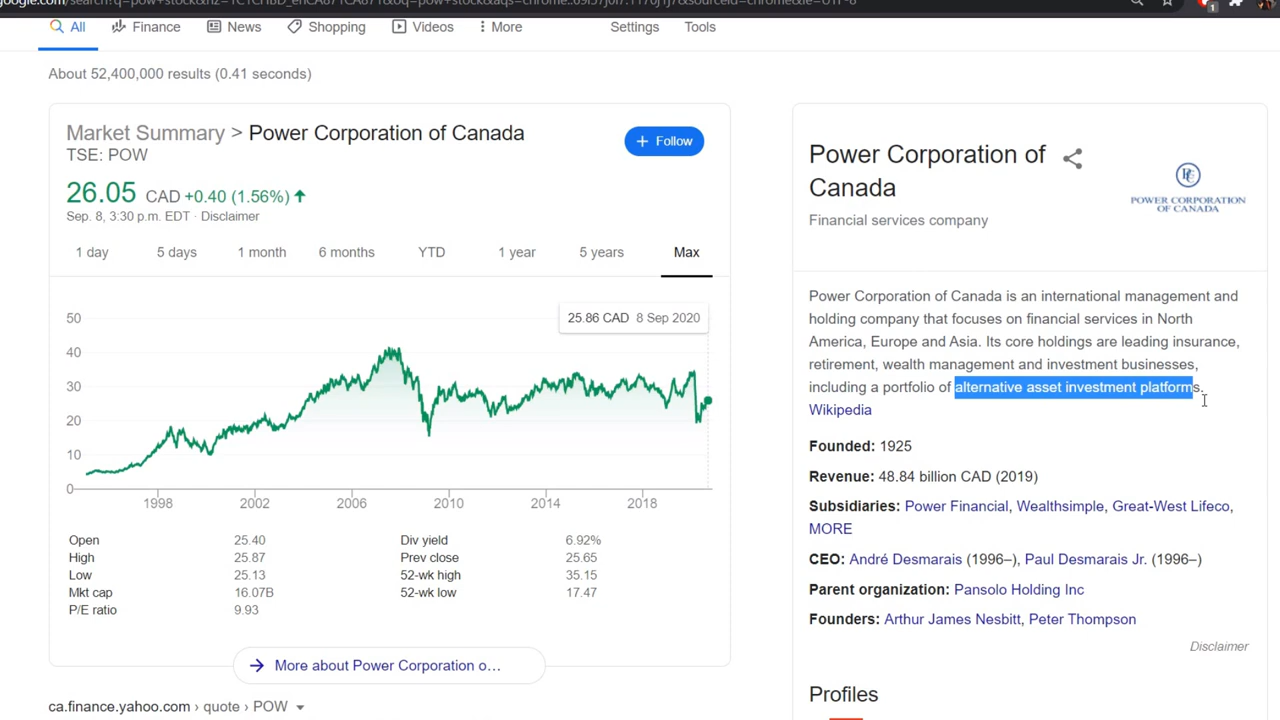 All
Finance
News
Shopping
Videos
More
Settings
Tools
About 52,400,000 results (0.41 seconds)
Market Summary > Power Corporation of Canada
TSE: POW
+ Follow
26.05 CAD +0.40 (1.56%)
Sep. 8, 3:30 p.m. EDT · Disclaimer
1 day
5 days
1 month
6 months
YTD
1 year
5 years
Max
25.86 CAD 8 Sep 2020
50
40
30
20
10
0
1998
2002
2006
2010
2014
2018
Open 25.40
High 25.87
Low 25.13
Mkt cap 16.07B
P/E ratio 9.93
Div yield 6.92%
Prev close 25.65
52-wk high 35.15
52-wk low 17.47
More about Power Corporation o…
ca.finance.yahoo.com › quote › POW
Power Corporation of
Canada
Financial services company
POWER CORPORATION
OF CANADA
Power Corporation of Canada is an international management and
holding company that focuses on financial services in North
America, Europe and Asia. Its core holdings are leading insurance,
retirement, wealth management and investment businesses,
including a portfolio of alternative asset investment platforms.
Wikipedia
Founded: 1925
Revenue: 48.84 billion CAD (2019)
Subsidiaries: Power Financial, Wealthsimple, Great-West Lifeco,
MORE
CEO: André Desmarais (1996–), Paul Desmarais Jr. (1996–)
Parent organization: Pansolo Holding Inc
Founders: Arthur James Nesbitt, Peter Thompson
Disclaimer
Profiles